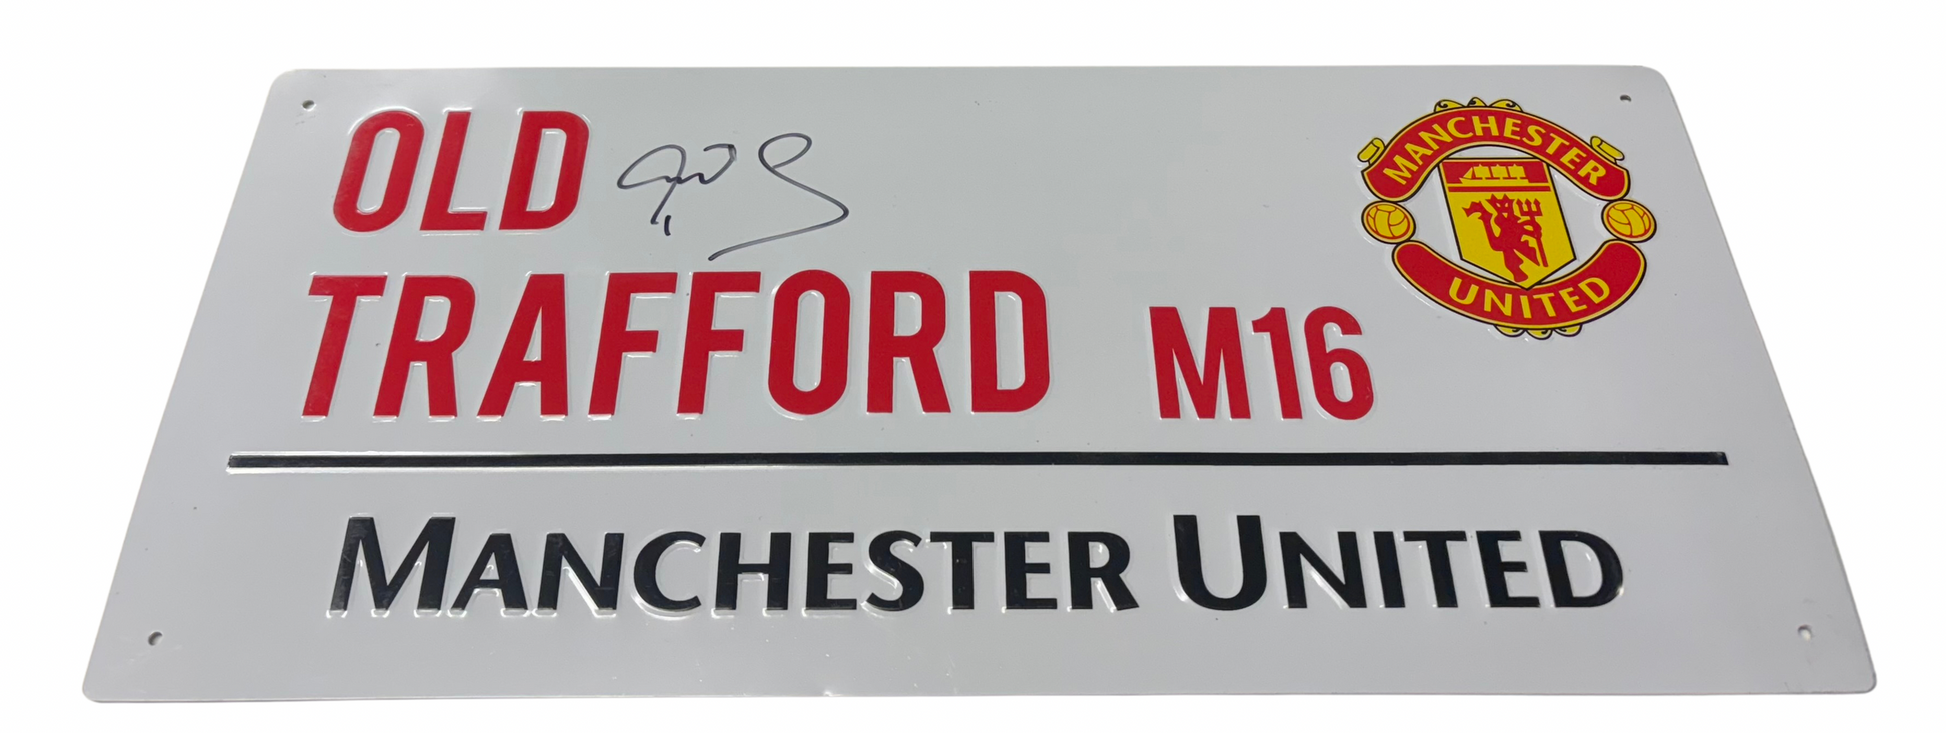 OLD
TRAFFORD M16
MANCHESTER
UNITED
MANCHESTER UNITED